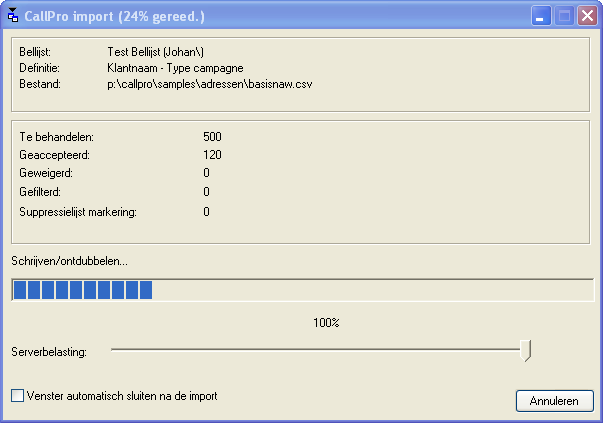 CallPro import (24% gereed.)
Bellijst: Test Bellijst (Johan\)
Definitie: Klantnaam - Type campagne
Bestand: p:\callpro\samples\adressen\basisnaw.csv
Te behandelen: 500
Geaccepteerd: 120
Geweigerd: 0
Gefilterd: 0
Suppressielijst markering: 0
Schrijven/ontdubbelen...
100%
Serverbelasting:
Venster automatisch sluiten na de import
Annuleren